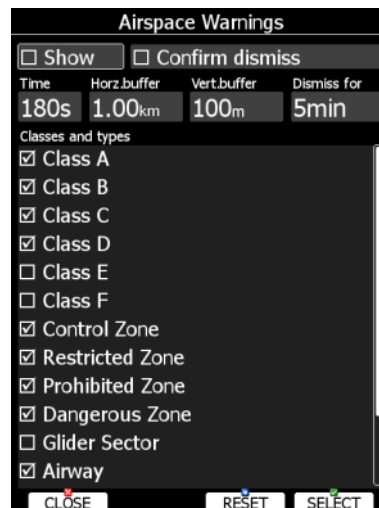 Airspace Warnings
Show Confirm dismiss
Time Horz.buffer Vert.buffer Dismiss for
180s 1.00km 100m 5min
Classes and types
Class A
Class B
Class C
Class D
Class E
Class F
Control Zone
Restricted Zone
Prohibited Zone
Dangerous Zone
Glider Sector
Airway
CLOSE RESET SELECT